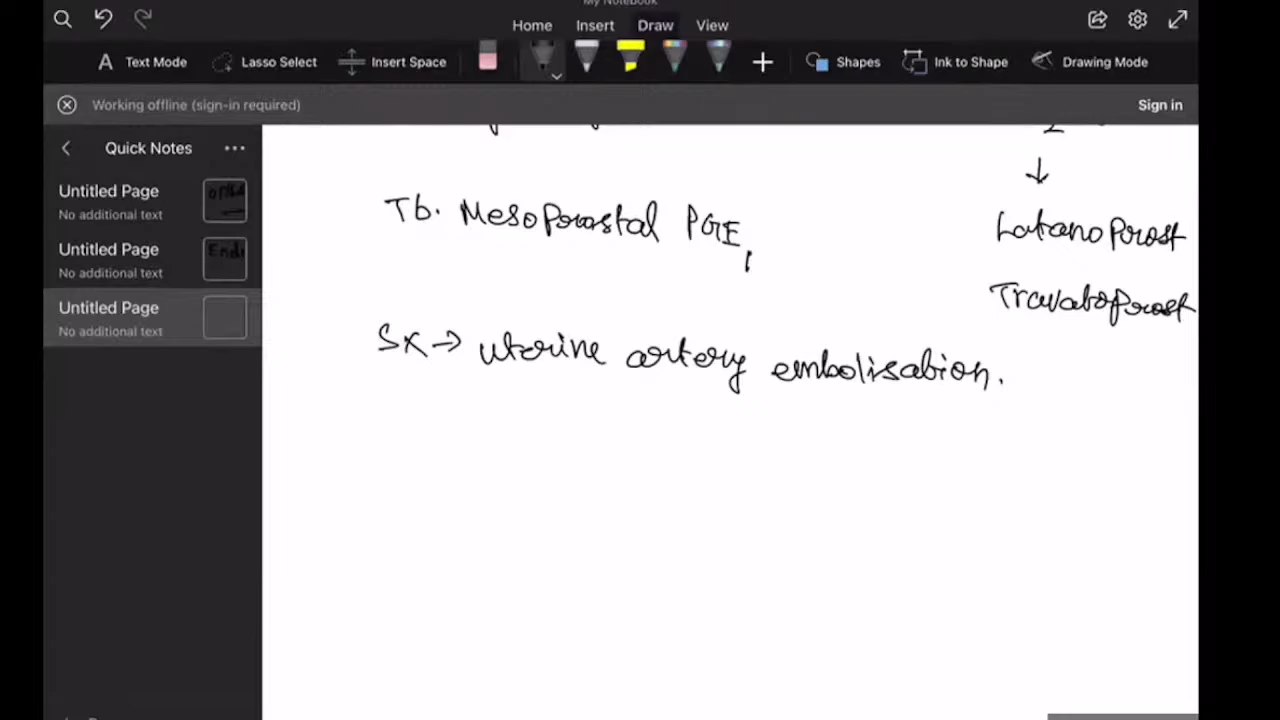 My Notebook
Home Insert Draw View
Text Mode Lasso Select Insert Space Shapes Ink to Shape Drawing Mode
Working offline (sign-in required) Sign in
Quick Notes
Untitled Page
No additional text
Untitled Page
No additional text
Untitled Page
No additional text
Tb. Mesoprostal PGE1
Latanoprost
Travaboprost
Sx → uterine artery embolisation.